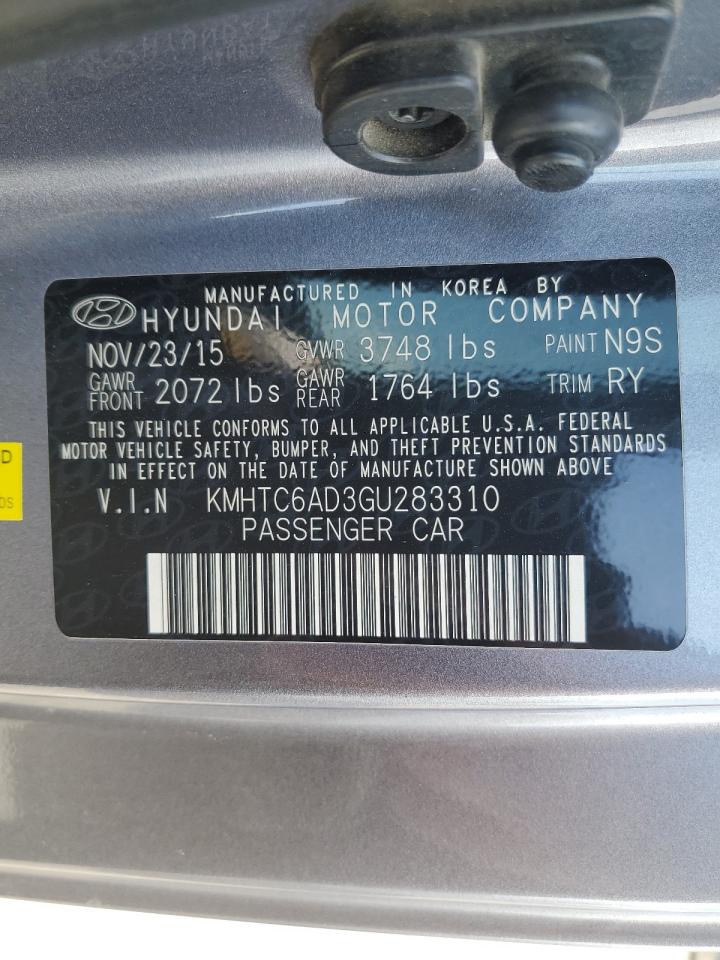 MANUFACTURED IN KOREA BY
HYUNDAI MOTOR COMPANY
NOV/23/15 GVWR 3748 lbs PAINT N9S
GAWR FRONT 2072 lbs GAWR REAR 1764 lbs TRIM RY
THIS VEHICLE CONFORMS TO ALL APPLICABLE U.S.A. FEDERAL
MOTOR VEHICLE SAFETY, BUMPER, AND THEFT PREVENTION STANDARDS
IN EFFECT ON THE DATE OF MANUFACTURE SHOWN ABOVE
V.I.N KMHTC6AD3GU283310
PASSENGER CAR